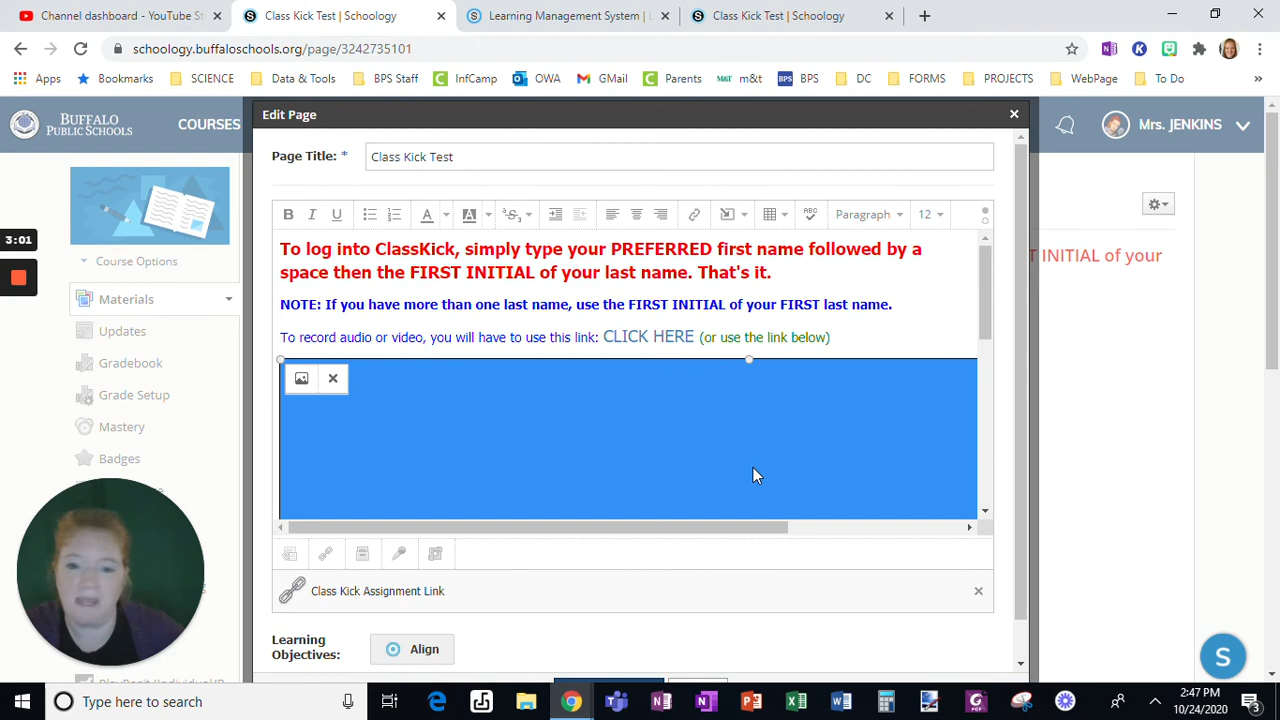 Channel dashboard - YouTube St
Class Kick Test | Schoology
Learning Management System | L
Class Kick Test | Schoology
schoology.buffaloschools.org/page/3242735101
Apps
Bookmarks
SCIENCE
Data & Tools
BPS Staff
InfCamp
OWA
GMail
Parents
M&T m&t
BPS BPS
DC
FORMS
PROJECTS
WebPage
To Do
BUFFALO
PUBLIC SCHOOLS
COURSES
Mrs. JENKINS
Edit Page
Page Title: *
Class Kick Test
B I U A A S Paragraph 12
ABC
To log into ClassKick, simply type your PREFERRED first name followed by a
space then the FIRST INITIAL of your last name. That's it.
T INITIAL of your
NOTE: If you have more than one last name, use the FIRST INITIAL of your FIRST last name.
To record audio or video, you will have to use this link: CLICK HERE (or use the link below)
3:01
Course Options
Materials
Updates
Gradebook
Grade Setup
Mastery
Badges
Class Kick Assignment Link
Learning
Objectives:
Align
S
Type here to search
2:47 PM
10/24/2020
3